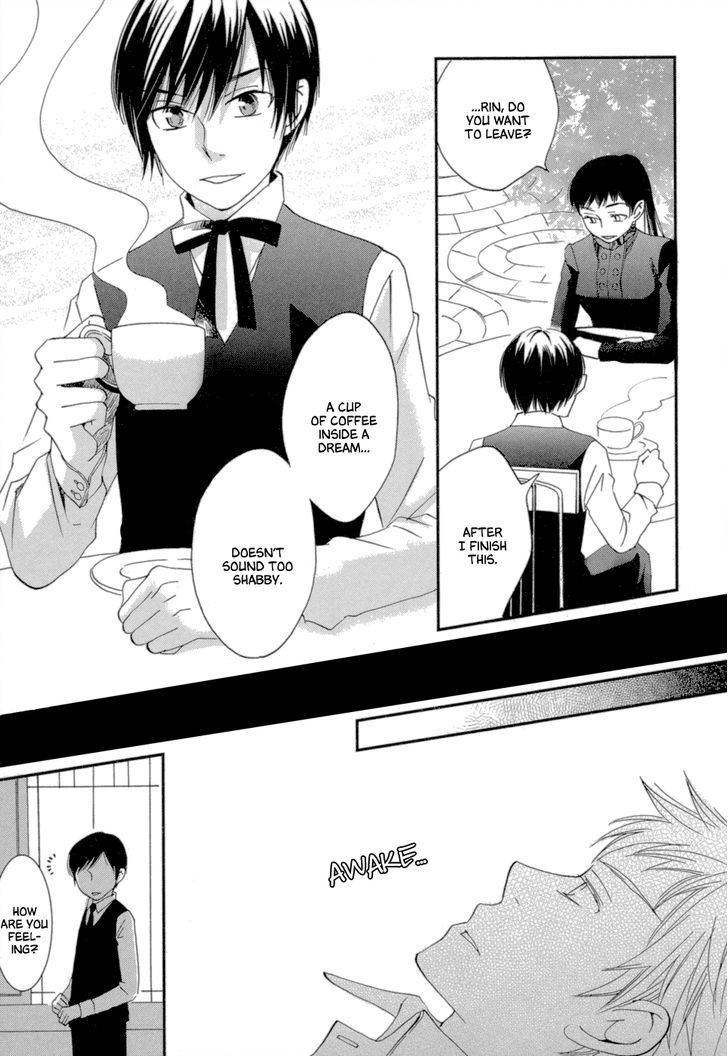 ...RIN, DO
YOU WANT
TO LEAVE?
AFTER
I FINISH
THIS.
A CUP
OF COFFEE
INSIDE A
DREAM...
DOESN'T
SOUND TOO
SHABBY.
AWAKE...
HOW
ARE YOU
FEEL-
ING?